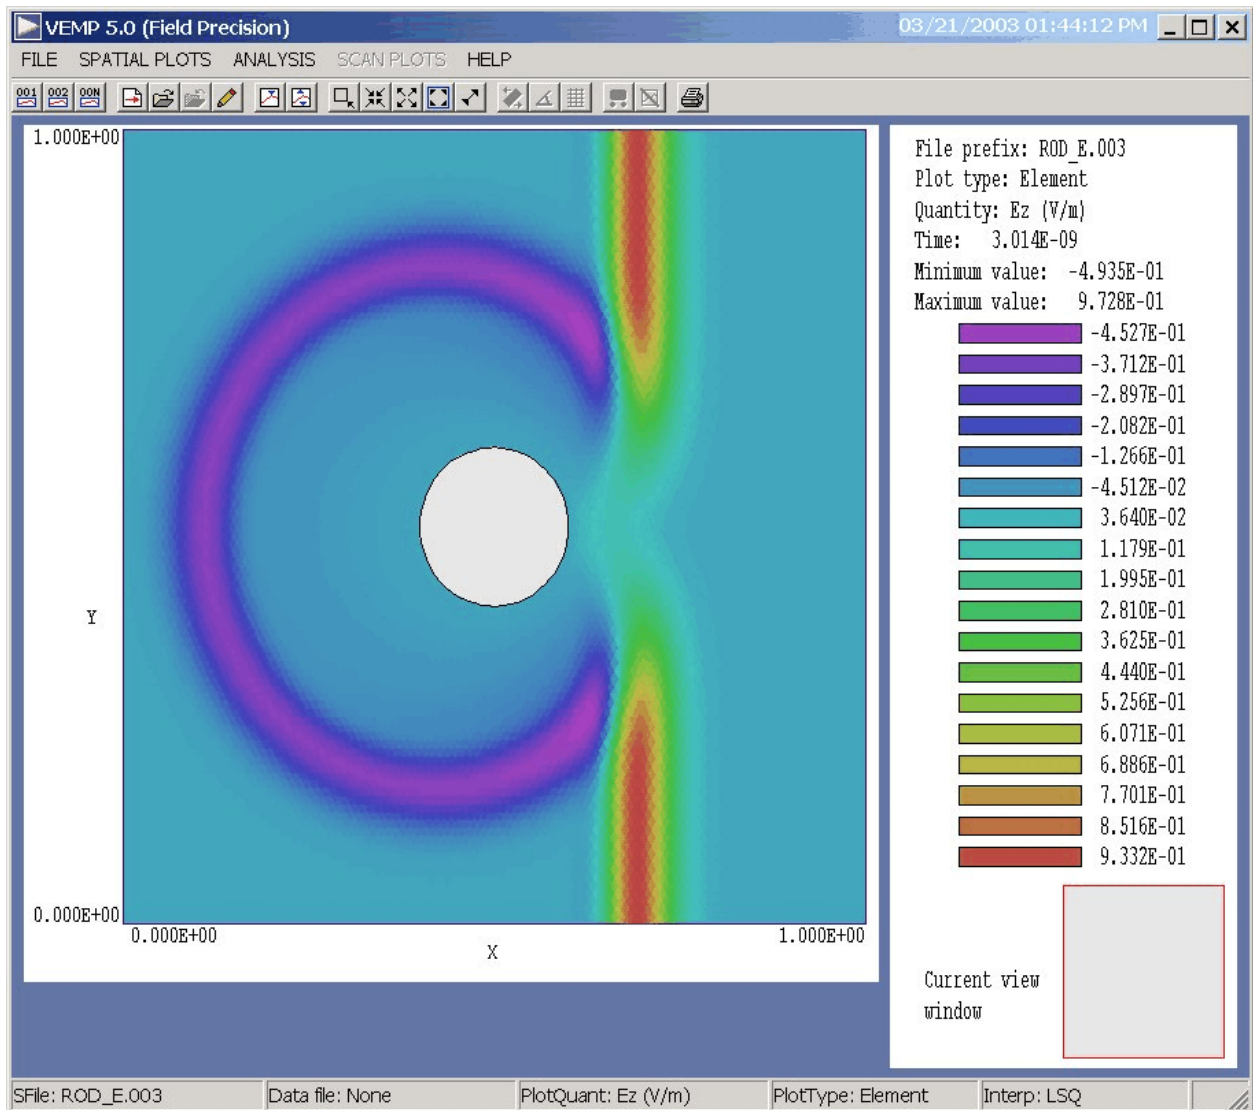 VEMP 5.0 (Field Precision)
03/21/2003 01:44:12 PM
FILE SPATIAL PLOTS ANALYSIS SCAN PLOTS HELP
001 002 00N
1.000E+00
Y
0.000E+00
0.000E+00
1.000E+00
X
File prefix: ROD_E.003
Plot type: Element
Quantity: Ez (V/m)
Time: 3.014E-09
Minimum value: -4.935E-01
Maximum value: 9.728E-01
-4.527E-01
-3.712E-01
-2.897E-01
-2.082E-01
-1.266E-01
-4.512E-02
3.640E-02
1.179E-01
1.995E-01
2.810E-01
3.625E-01
4.440E-01
5.256E-01
6.071E-01
6.886E-01
7.701E-01
8.516E-01
9.332E-01
Current view
window
SFile: ROD_E.003
Data file: None
PlotQuant: Ez (V/m)
PlotType: Element
Interp: LSQ